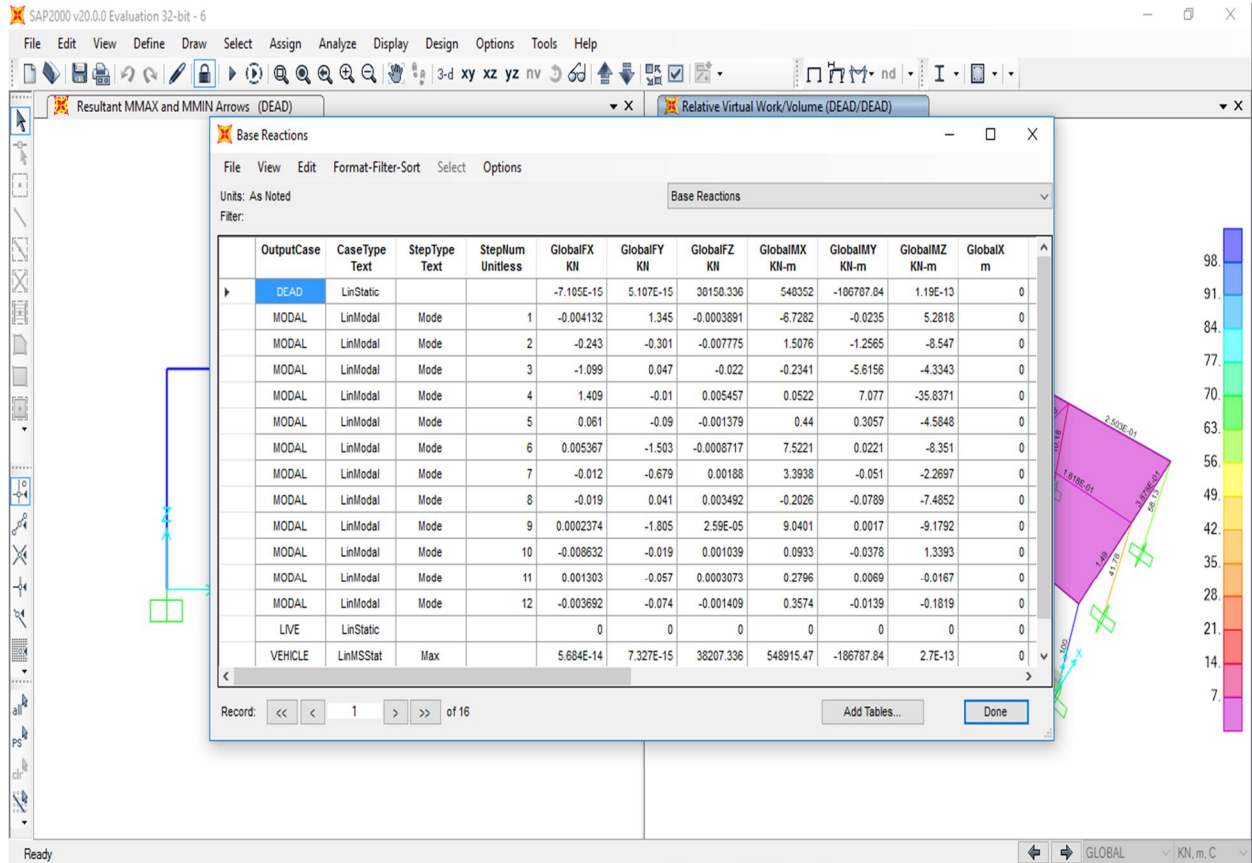 SAP2000 v20.0.0 Evaluation 32-bit - 6
File Edit View Define Draw Select Assign Analyze Display Design Options Tools Help
3-d xy xz yz nv nd
Resultant MMAX and MMIN Arrows (DEAD)
Relative Virtual Work/Volume (DEAD/DEAD)
Base Reactions
File View Edit Format-Filter-Sort Select Options
Units: As Noted
Base Reactions
Filter:
OutputCase CaseType StepType StepNum GlobalFX GlobalFY GlobalFZ GlobalMX GlobalMY GlobalMZ GlobalX
Text Text Unitless KN KN KN KN-m KN-m KN-m m
DEAD LinStatic -7.105E-15 5.107E-15 38158.336 548352 -186787.84 1.19E-13 0
MODAL LinModal Mode 1 -0.004132 1.345 -0.0003891 -6.7282 -0.0235 5.2818 0
MODAL LinModal Mode 2 -0.243 -0.301 -0.007775 1.5076 -1.2565 -8.547 0
MODAL LinModal Mode 3 -1.099 0.047 -0.022 -0.2341 -5.6156 -4.3343 0
MODAL LinModal Mode 4 1.409 -0.01 0.005457 0.0522 7.077 -35.8371 0
MODAL LinModal Mode 5 0.061 -0.09 -0.001379 0.44 0.3057 -4.5848 0
MODAL LinModal Mode 6 0.005367 -1.503 -0.0008717 7.5221 0.0221 -8.351 0
MODAL LinModal Mode 7 -0.012 -0.679 0.00188 3.3938 -0.051 -2.2697 0
MODAL LinModal Mode 8 -0.019 0.041 0.003492 -0.2026 -0.0789 -7.4852 0
MODAL LinModal Mode 9 0.0002374 -1.805 2.59E-05 9.0401 0.0017 -9.1792 0
MODAL LinModal Mode 10 -0.008632 -0.019 0.001039 0.0933 -0.0378 1.3393 0
MODAL LinModal Mode 11 0.001303 -0.057 0.0003073 0.2796 0.0069 -0.0167 0
MODAL LinModal Mode 12 -0.003692 -0.074 -0.001409 0.3574 -0.0139 -0.1819 0
LIVE LinStatic 0 0 0 0 0 0 0
VEHICLE LinMSStat Max 5.684E-14 7.327E-15 38207.336 548915.47 -186787.84 2.7E-13 0
Record: << < 1 > >> of 16
Add Tables... Done
98.
91.
84.
77.
70.
63.
56.
49.
42.
35.
28.
21.
14.
7.
2.503E-01
1.618E-01
3.878E-01
58.13
1.49
41.78
100
X
Z
all
PS
clr
Ready
GLOBAL KN, m, C